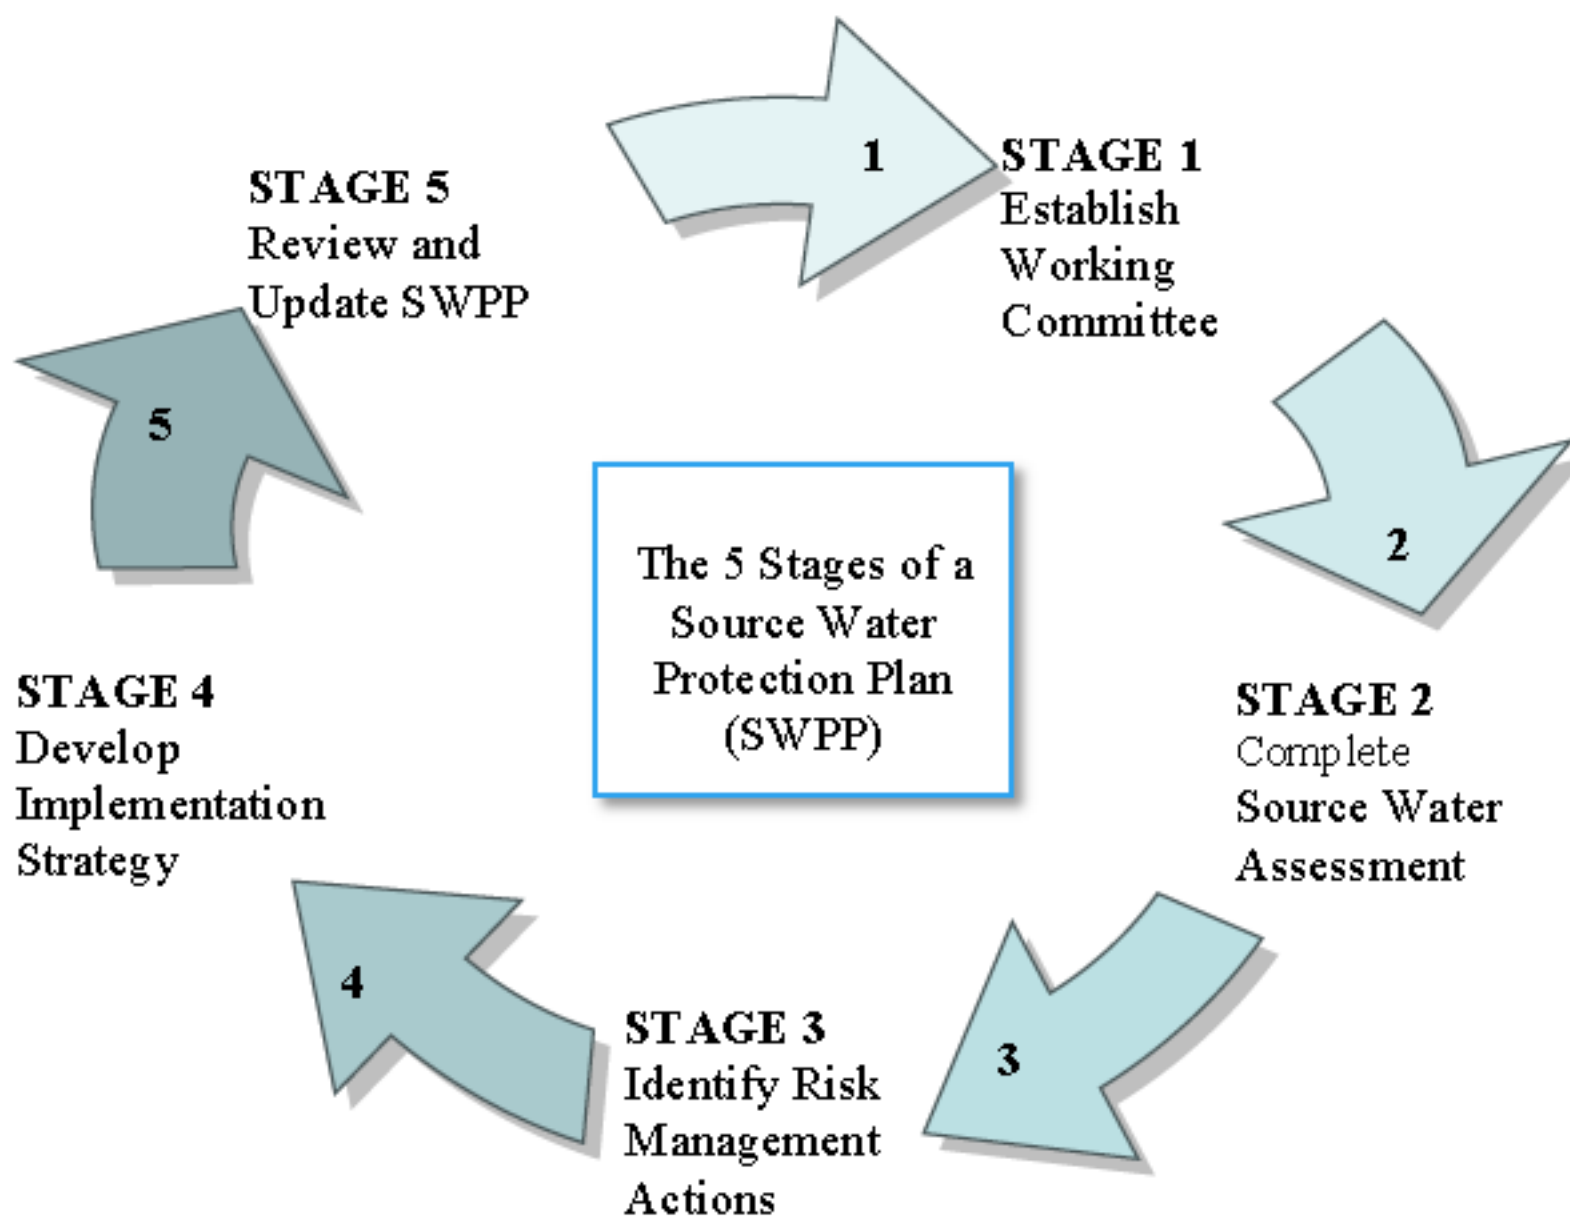 1
STAGE 1
Establish
Working
Committee
2
STAGE 2
Complete
Source Water
Assessment
3
STAGE 3
Identify Risk
Management
Actions
4
STAGE 4
Develop
Implementation
Strategy
5
STAGE 5
Review and
Update SWPP
The 5 Stages of a
Source Water
Protection Plan
(SWPP)